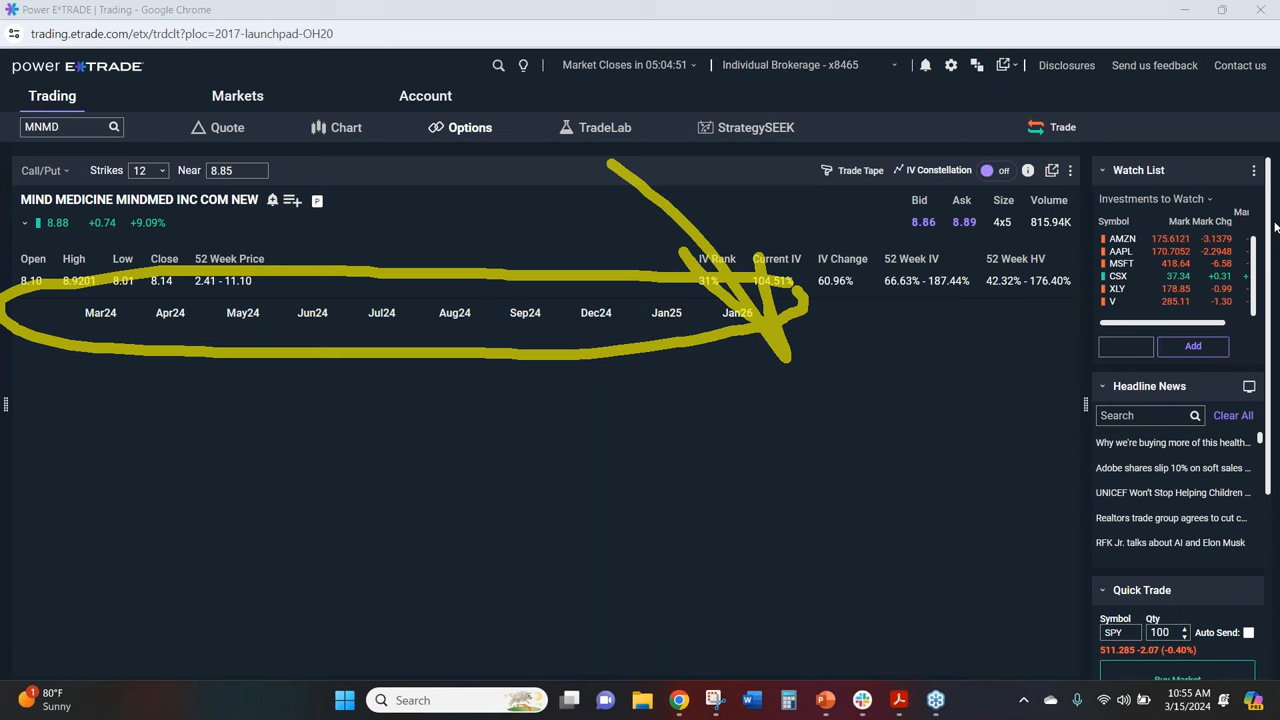 Power E*TRADE | Trading - Google Chrome
trading.etrade.com/etx/trdclt?ploc=2017-launchpad-OH20
power E*TRADE Market Closes in 05:04:51 Individual Brokerage - x8465 Disclosures Send us feedback Contact us
Trading Markets Account
MNMD Quote Chart Options TradeLab StrategySEEK Trade
Call/Put Strikes 12 Near 8.85 Trade Tape IV Constellation Off
MIND MEDICINE MINDMED INC COM NEW P Bid Ask Size Volume
8.88 +0.74 +9.09% 8.86 8.89 4x5 815.94K
Open High Low Close 52 Week Price IV Rank Current IV IV Change 52 Week IV 52 Week HV
8.10 8.9201 8.01 8.14 2.41 - 11.10 31% 104.51% 60.96% 66.63% - 187.44% 42.32% - 176.40%
Mar24 Apr24 May24 Jun24 Jul24 Aug24 Sep24 Dec24 Jan25 Jan26
Watch List
Investments to Watch
Symbol Mark Mark Chg Mar
AMZN 175.6121 -3.1379
AAPL 170.7052 -2.2948
MSFT 418.64 -6.58
CSX 37.34 +0.31 +
XLY 178.85 -0.99
V 285.11 -1.30
Add
Headline News
Search Clear All
Why we're buying more of this health...
Adobe shares slip 10% on soft sales ...
UNICEF Won't Stop Helping Children ...
Realtors trade group agrees to cut c...
RFK Jr. talks about AI and Elon Musk
Quick Trade
Symbol Qty
SPY 100 Auto Send:
511.285 -2.07 (-0.40%)
Buy Market
1 80°F
Sunny
Search
10:55 AM
3/15/2024